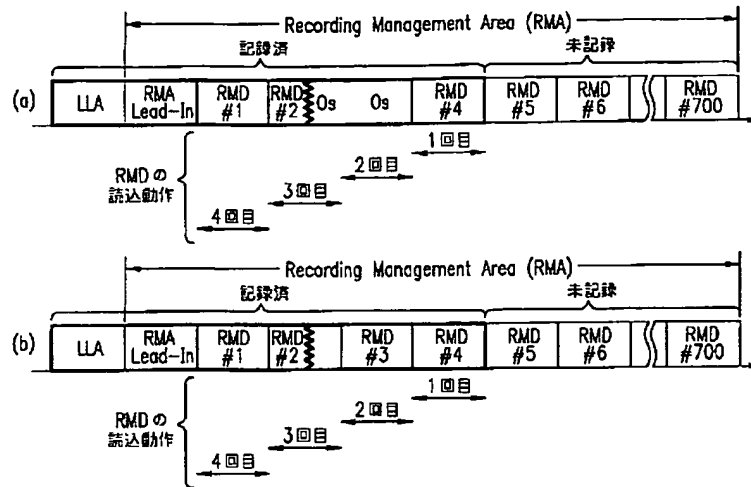 Recording Management Area (RMA)
記録済 未記録
(a) LLA RMA Lead-In RMD #1 RMD #2 0s 0s RMD #4 RMD #5 RMD #6 RMD #700
1回目
RMDの 2回目
読込動作 3回目
4回目
Recording Management Area (RMA)
記録済 未記録
(b) LLA RMA Lead-In RMD #1 RMD #2 RMD #3 RMD #4 RMD #5 RMD #6 RMD #700
1回目
RMDの 2回目
読込動作 3回目
4回目